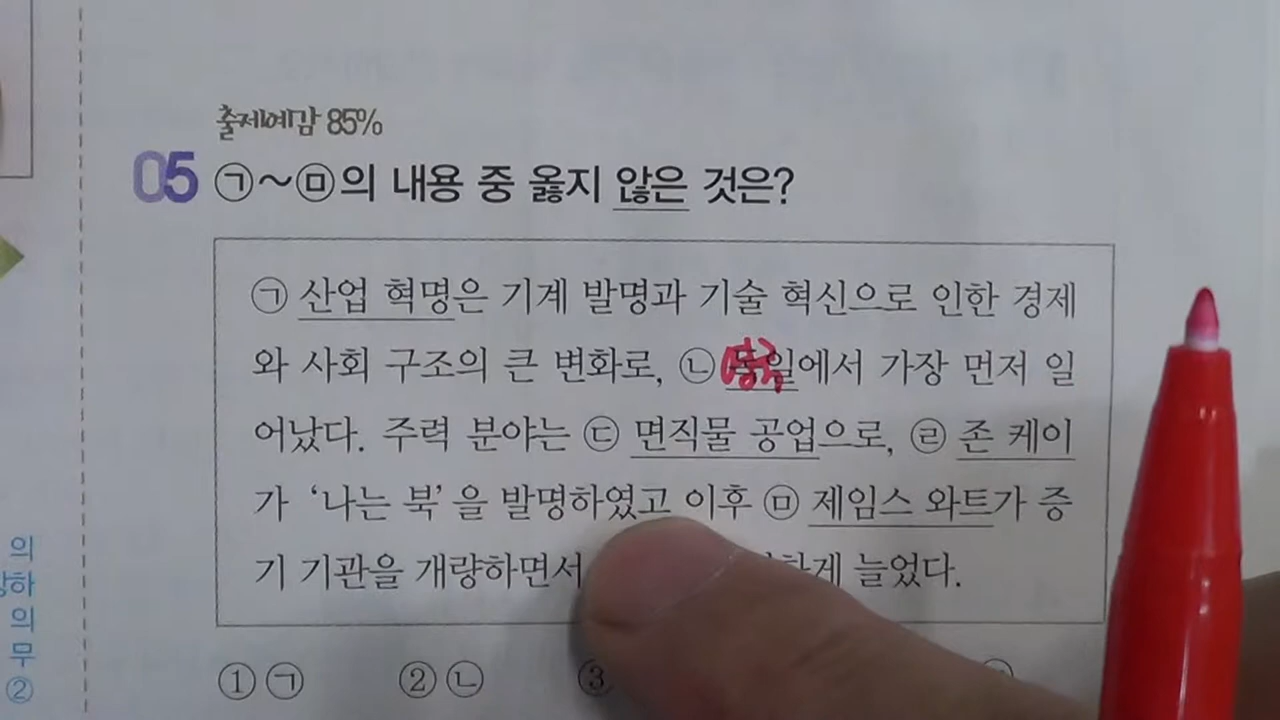 출제예감 85%
05 ㉠~㉤의 내용 중 옳지 않은 것은?
㉠ 산업 혁명은 기계 발명과 기술 혁신으로 인한 경제
와 사회 구조의 큰 변화로, ㉡ 독일에서 가장 먼저 일
영국
어났다. 주력 분야는 ㉢ 면직물 공업으로, ㉣ 존 케이
가 ‘나는 북’을 발명하였고 이후 ㉤ 제임스 와트가 증
기 기관을 개량하면서 하게 늘었다.
① ㉠ ② ㉡ ③
의
하
의
무
②